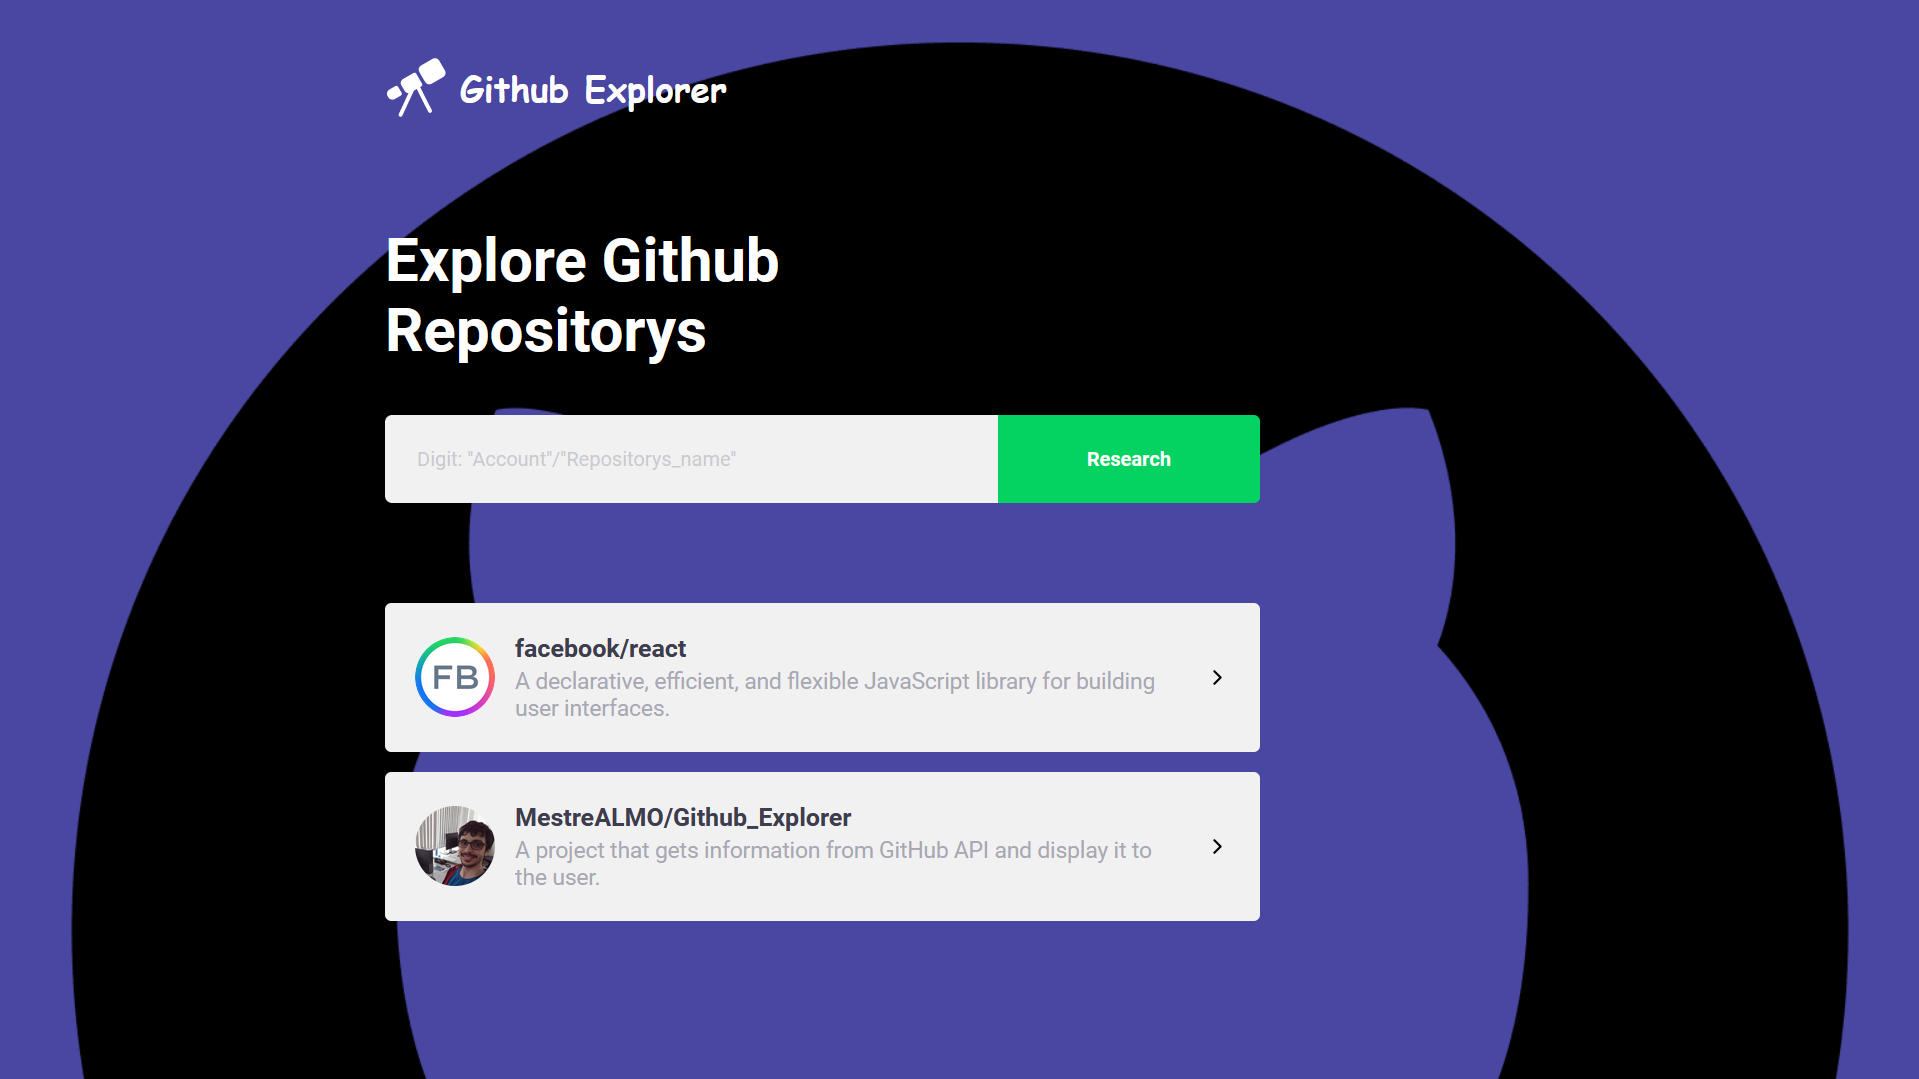 Github Explorer
Explore Github
Repositorys
Digit: "Account"/"Repositorys_name"
Research
FB
facebook/react
A declarative, efficient, and flexible JavaScript library for building
user interfaces.
MestreALMO/Github_Explorer
A project that gets information from GitHub API and display it to
the user.